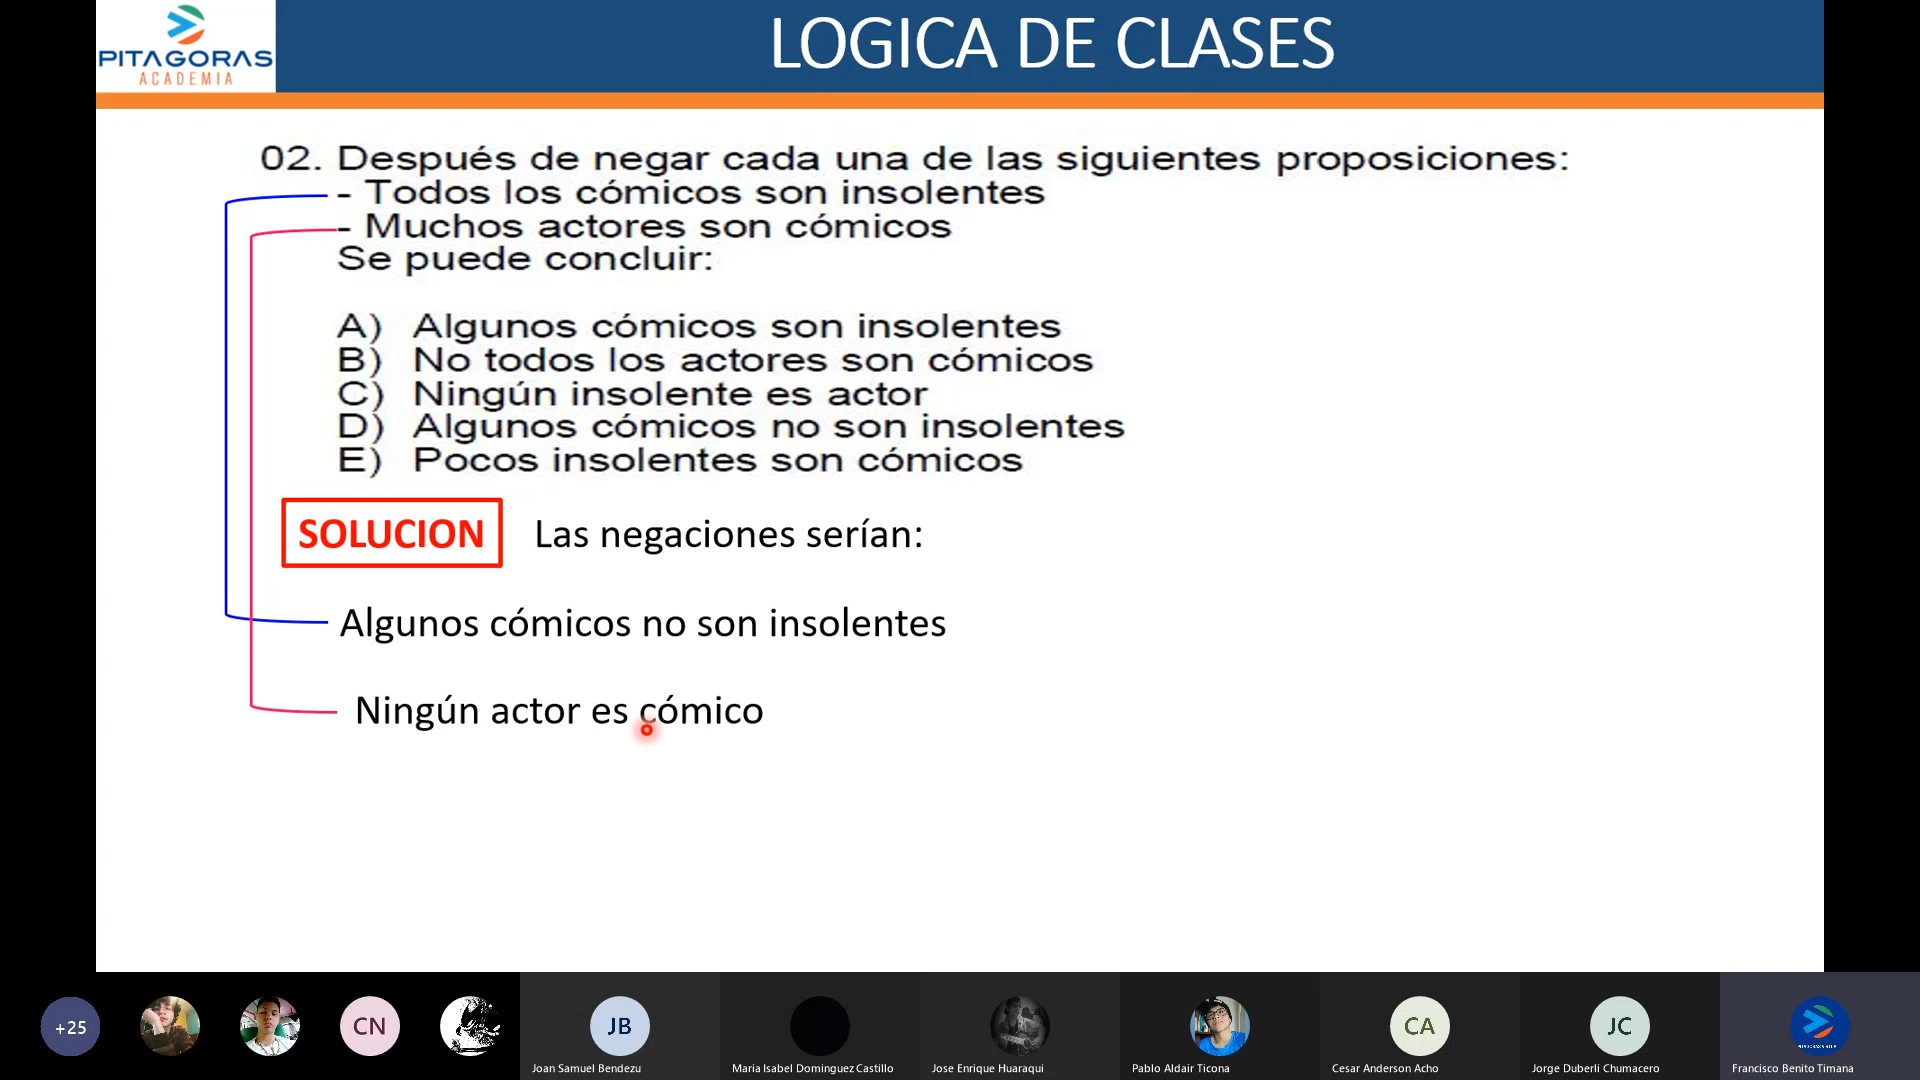 PITAGORAS
ACADEMIA
LOGICA DE CLASES
02. Después de negar cada una de las siguientes proposiciones:
- Todos los cómicos son insolentes
- Muchos actores son cómicos
Se puede concluir:
A) Algunos cómicos son insolentes
B) No todos los actores son cómicos
C) Ningún insolente es actor
D) Algunos cómicos no son insolentes
E) Pocos insolentes son cómicos
SOLUCION Las negaciones serían:
Algunos cómicos no son insolentes
Ningún actor es cómico
+25 CN JB CA JC
Joan Samuel Bendezu Maria Isabel Dominguez Castillo Jose Enrique Huaraqui Pablo Aldair Ticona Cesar Anderson Acho Jorge Duberli Chumacero Francisco Benito Timana